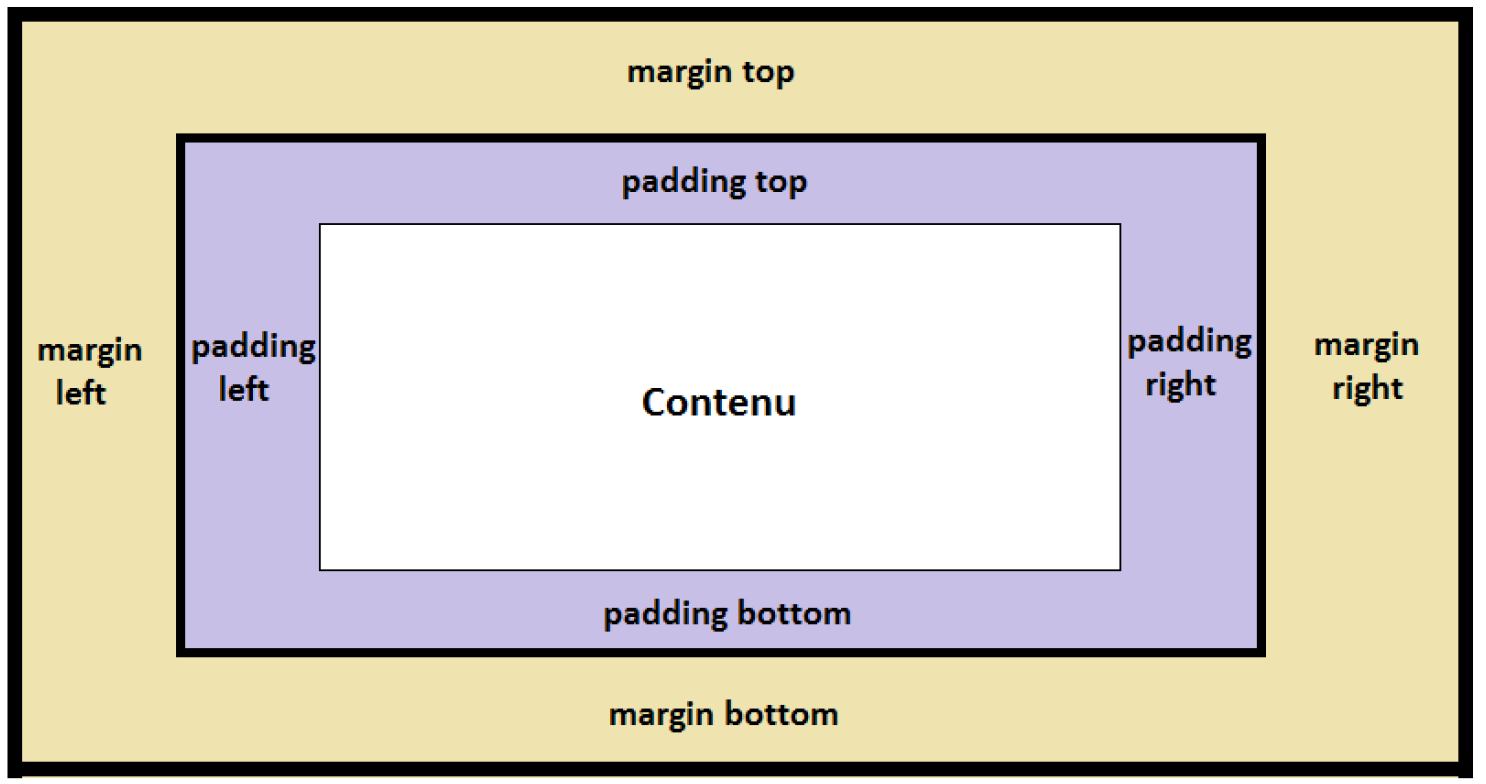 margin top
padding top
margin
left
padding
left
Contenu
padding
right
margin
right
padding bottom
margin bottom